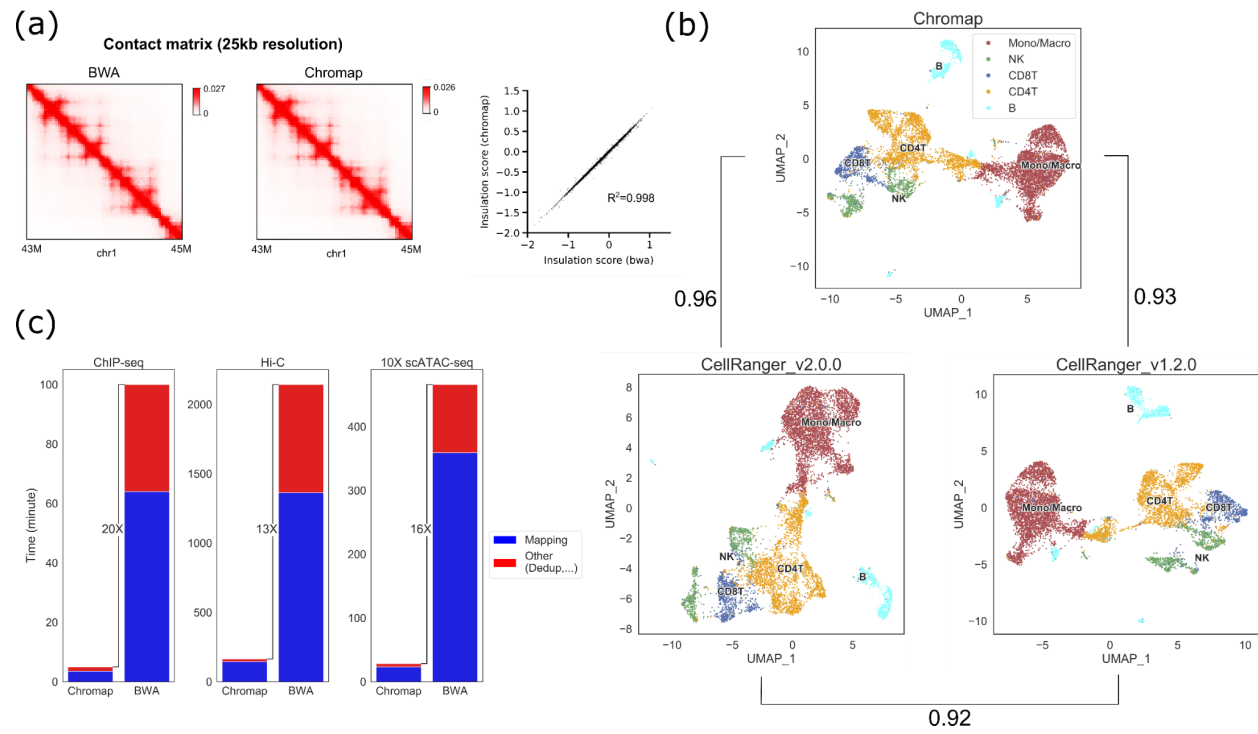 (a)
Contact matrix (25kb resolution)
BWA
0.027
0
43M
45M
chr1
Chromap
0.026
0
43M
45M
chr1
Insulation score (chromap)
1.5
1.0
0.5
0.0
−0.5
−1.0
−1.5
−2.0
R²=0.998
−2
−1
0
1
Insulation score (bwa)
(b)
Chromap
Mono/Macro
NK
CD8T
CD4T
B
UMAP_2
10
5
0
−5
−10
B
CD4T
CD8T
Mono/Macro
NK
−10
−5
0
5
UMAP_1
0.96
0.93
CellRanger_v2.0.0
UMAP_2
8
6
4
2
0
−2
−4
−6
−8
Mono/Macro
NK
CD4T
CD8T
B
−10
−5
0
5
UMAP_1
CellRanger_v1.2.0
UMAP_2
10
5
0
−5
−10
B
CD4T
Mono/Macro
CD8T
NK
−5
0
5
10
UMAP_1
0.92
(c)
Time (minute)
ChIP-seq
100
80
60
40
20
0
20X
Chromap
BWA
Hi-C
2000
1500
1000
500
0
13X
Chromap
BWA
10X scATAC-seq
400
300
200
100
0
16X
Chromap
BWA
Mapping
Other
(Dedup,...)